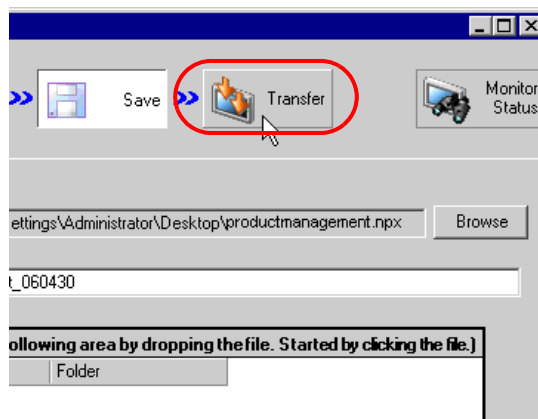 Save
Transfer
Monitor
Status
ettings\Administrator\Desktop\productmanagement.npx
Browse
t_060430
ollowing area by dropping the file. Started by clicking the file.]
Folder